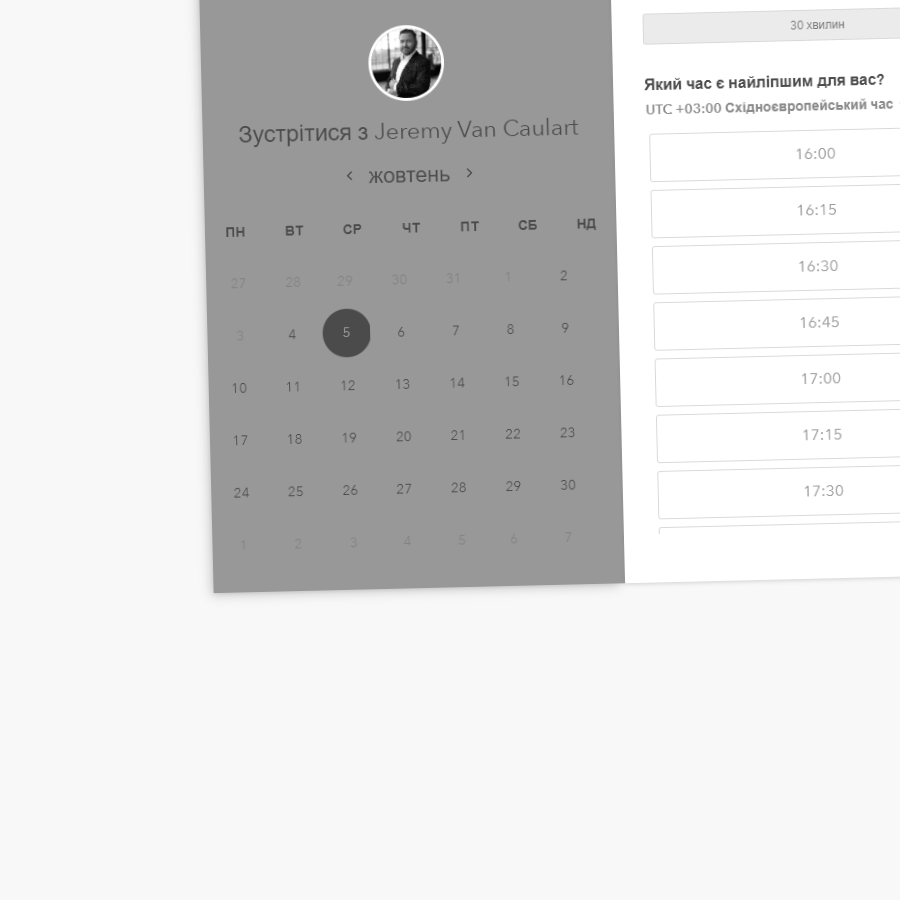 Зустрітися з Jeremy Van Caulart
‹ жовтень ›
ПН ВТ СР ЧТ ПТ СБ НД
27 28 29 30 31 1 2
3 4 5 6 7 8 9
10 11 12 13 14 15 16
17 18 19 20 21 22 23
24 25 26 27 28 29 30
1 2 3 4 5 6 7
30 хвилин
Який час є найліпшим для вас?
UTC +03:00 Східноєвропейський час
16:00
16:15
16:30
16:45
17:00
17:15
17:30